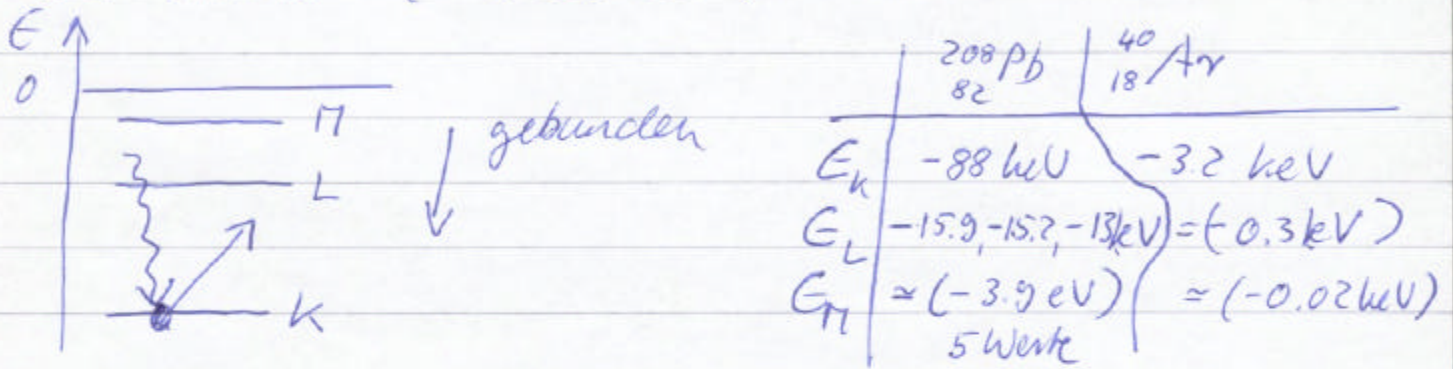 E
0
M
gebunden
L
K
208 Pb 82 | 40 Ar 18
E_K | -88 keV | -3.2 keV
E_L | -15.9, -15.2, -13 keV | =(-0.3 keV)
E_M | ≃ (-3.9 eV) | ≃ (-0.02 keV)
5 Werte